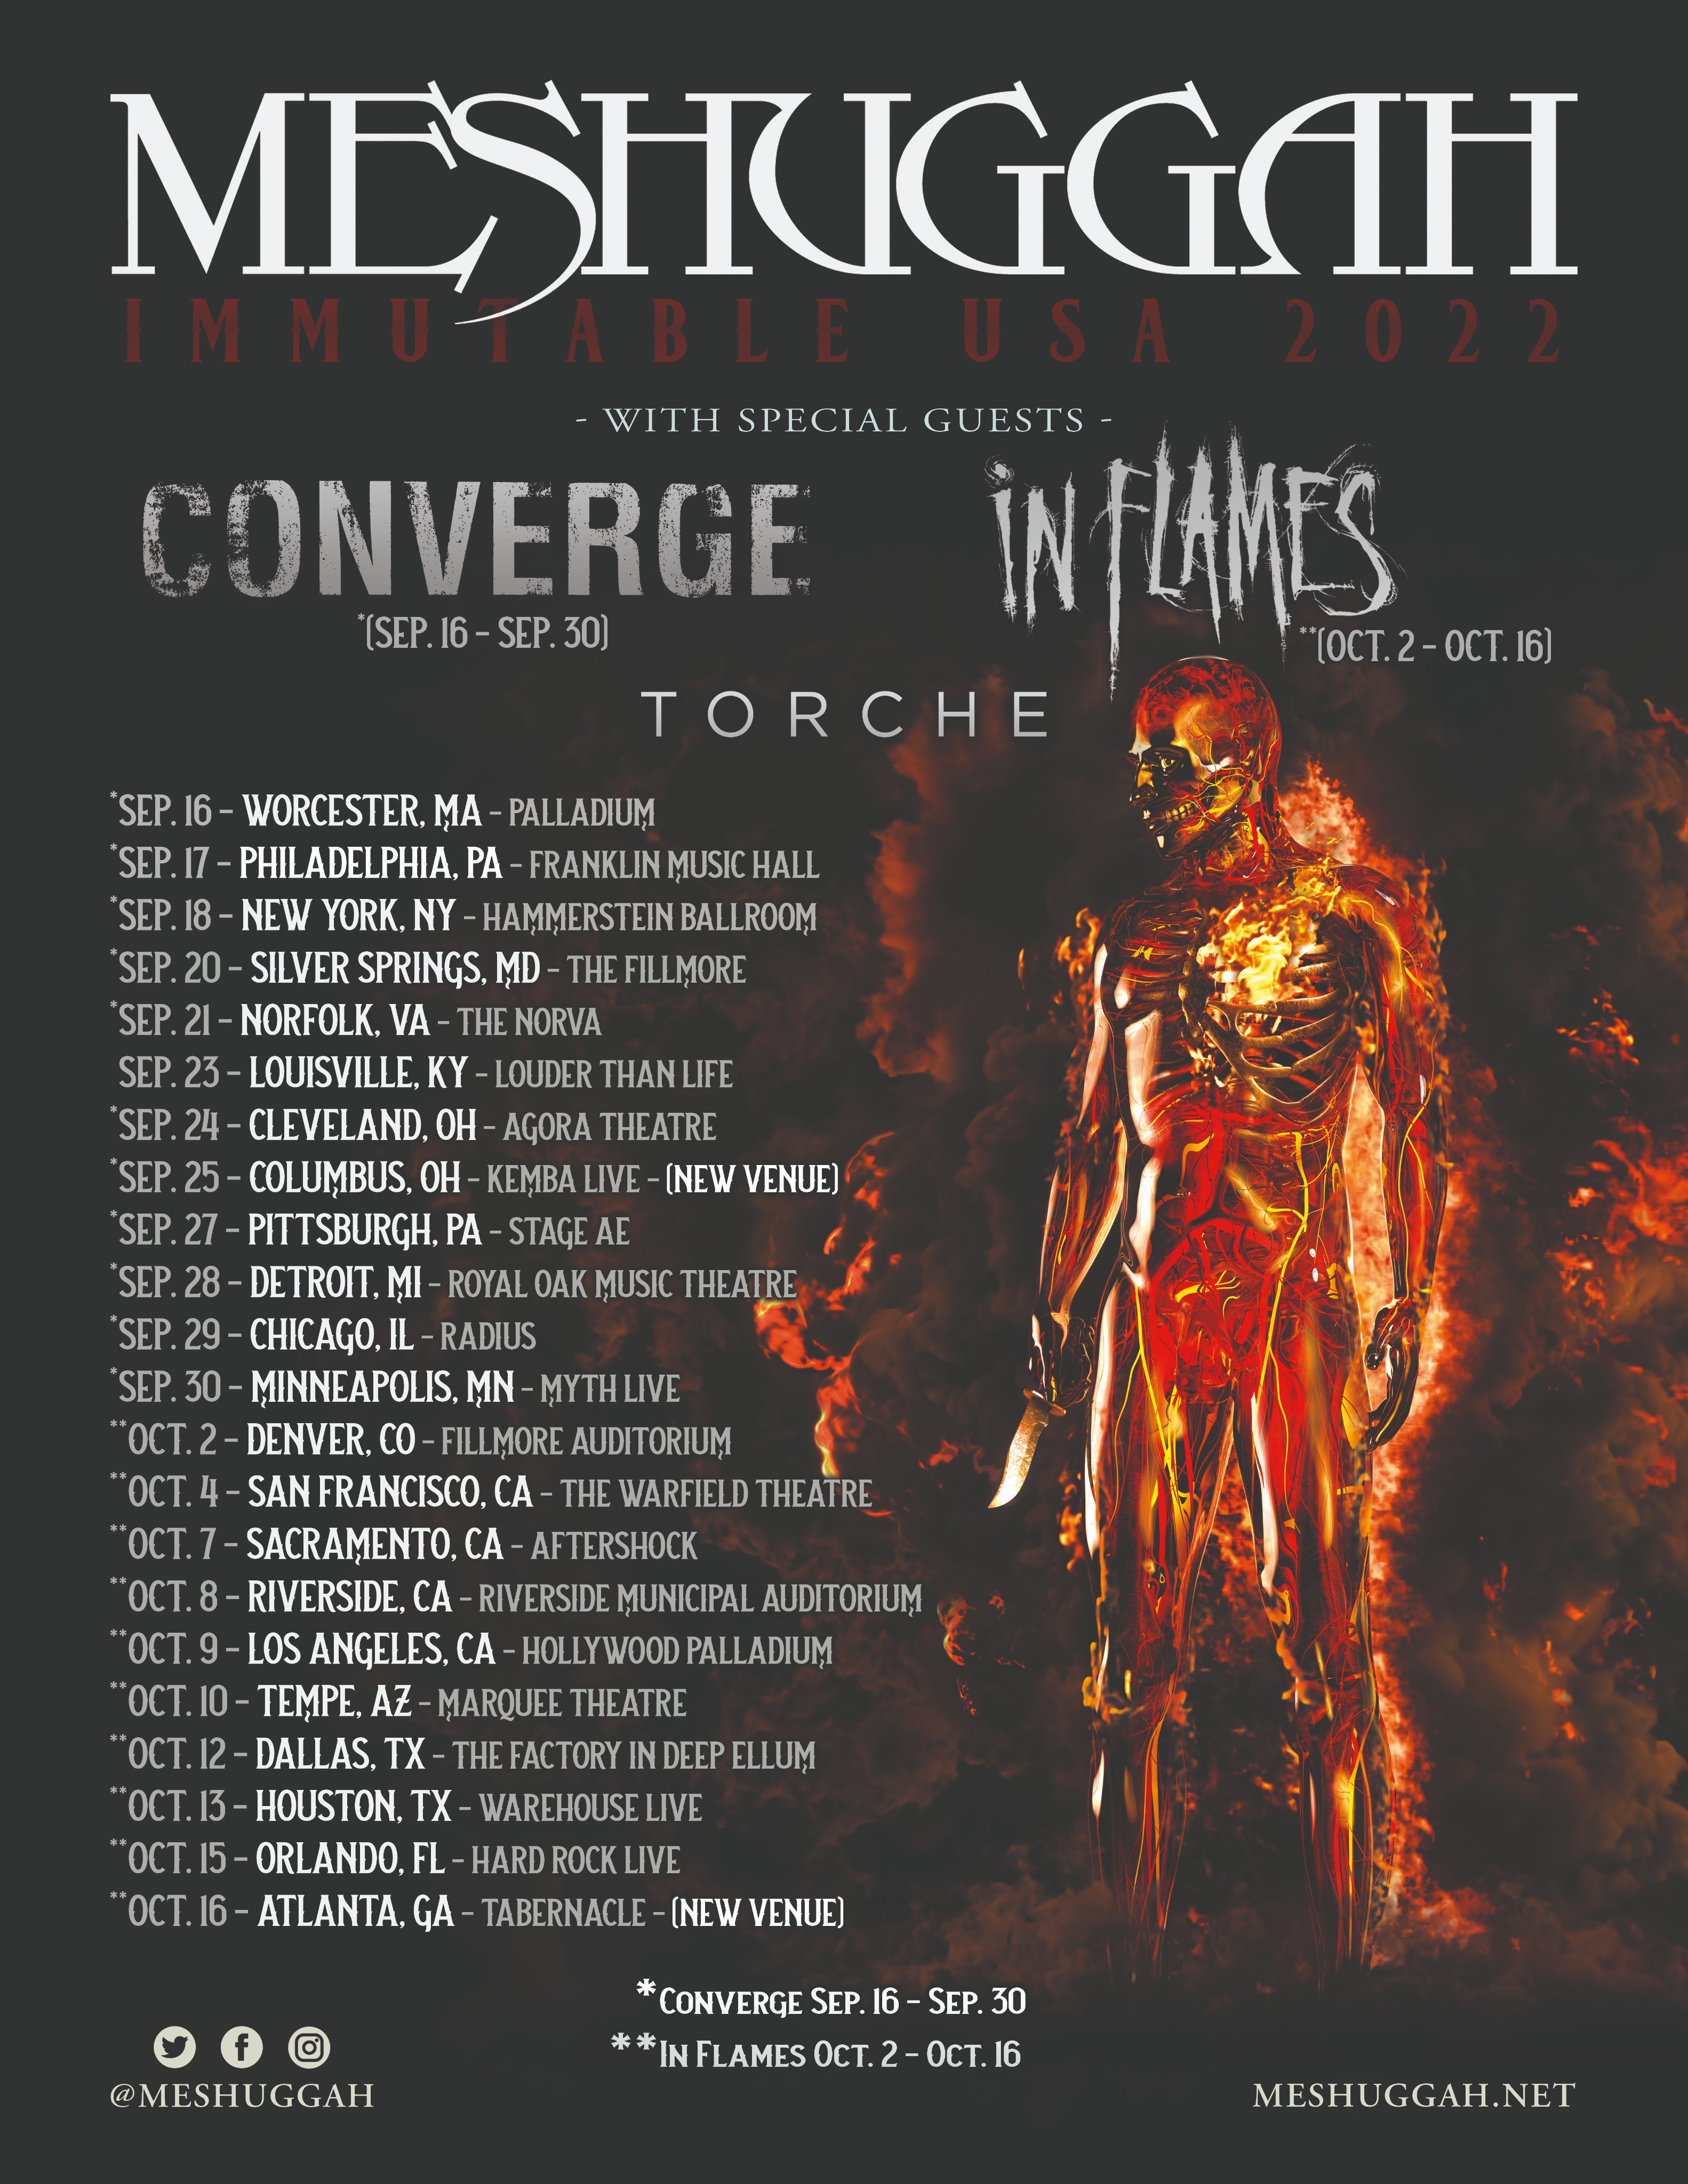 MESHUGGAH
IMMUTABLE USA 2022
- WITH SPECIAL GUESTS -
CONVERGE
*(SEP. 16 - SEP. 30)
IN FLAMES
**(OCT. 2 - OCT. 16)
TORCHE
*SEP. 16 - WORCESTER, MA - PALLADIUM
*SEP. 17 - PHILADELPHIA, PA - FRANKLIN MUSIC HALL
*SEP. 18 - NEW YORK, NY - HAMMERSTEIN BALLROOM
*SEP. 20 - SILVER SPRINGS, MD - THE FILLMORE
*SEP. 21 - NORFOLK, VA - THE NORVA
SEP. 23 - LOUISVILLE, KY - LOUDER THAN LIFE
*SEP. 24 - CLEVELAND, OH - AGORA THEATRE
*SEP. 25 - COLUMBUS, OH - KEMBA LIVE - (NEW VENUE)
*SEP. 27 - PITTSBURGH, PA - STAGE AE
*SEP. 28 - DETROIT, MI - ROYAL OAK MUSIC THEATRE
*SEP. 29 - CHICAGO, IL - RADIUS
*SEP. 30 - MINNEAPOLIS, MN - MYTH LIVE
**OCT. 2 - DENVER, CO - FILLMORE AUDITORIUM
**OCT. 4 - SAN FRANCISCO, CA - THE WARFIELD THEATRE
**OCT. 7 - SACRAMENTO, CA - AFTERSHOCK
**OCT. 8 - RIVERSIDE, CA - RIVERSIDE MUNICIPAL AUDITORIUM
**OCT. 9 - LOS ANGELES, CA - HOLLYWOOD PALLADIUM
**OCT. 10 - TEMPE, AZ - MARQUEE THEATRE
**OCT. 12 - DALLAS, TX - THE FACTORY IN DEEP ELLUM
**OCT. 13 - HOUSTON, TX - WAREHOUSE LIVE
**OCT. 15 - ORLANDO, FL - HARD ROCK LIVE
**OCT. 16 - ATLANTA, GA - TABERNACLE - (NEW VENUE)
*CONVERGE SEP. 16 - SEP. 30
**IN FLAMES OCT. 2 - OCT. 16
@MESHUGGAH
MESHUGGAH.NET